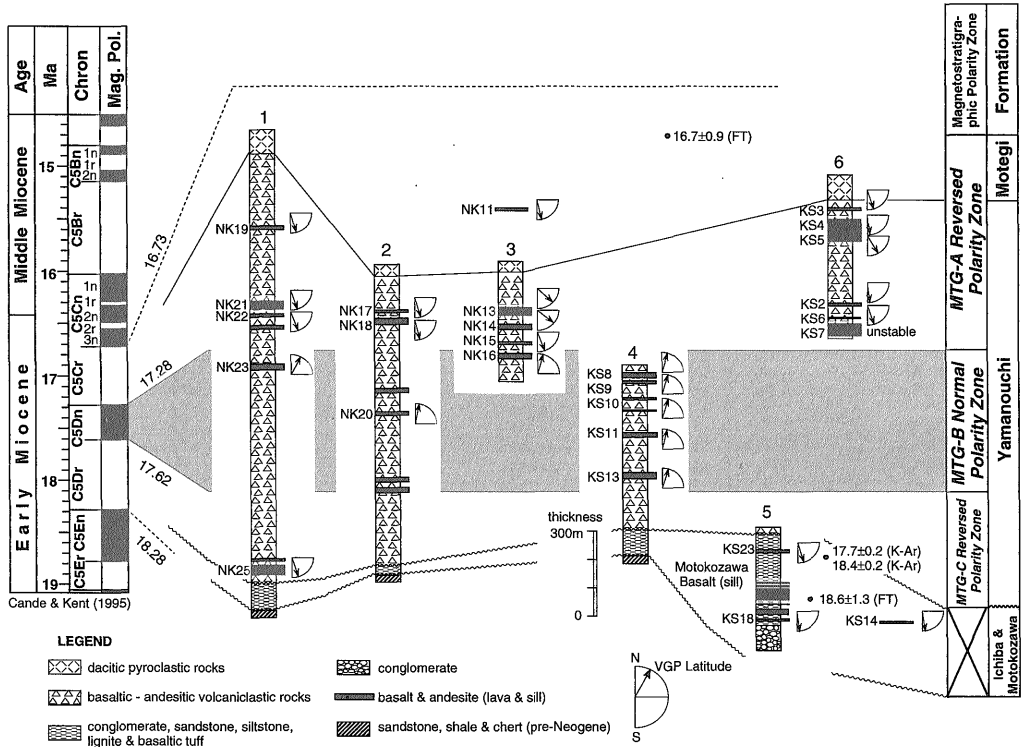 Age
Ma
Chron
Mag. Pol.
Magnetostratigra-
phic Polarity Zone
Formation
Middle Miocene
Early Miocene
15
16
17
18
19
C5Bn
1n
1r
2n
C5Br
C5Cn
1n
1r
2n
2r
3n
C5Cr
C5Dn
C5Dr
C5En
C5Er
Cande & Kent (1995)
16.73
17.28
17.62
18.28
1
NK19
NK21
NK22
NK23
NK25
2
NK17
NK18
NK20
3
NK11
NK13
NK14
NK15
NK16
4
KS8
KS9
KS10
KS11
KS13
5
KS23
Motokozawa
Basalt (sill)
KS18
17.7±0.2 (K-Ar)
18.4±0.2 (K-Ar)
18.6±1.3 (FT)
KS14
6
16.7±0.9 (FT)
KS3
KS4
KS5
KS2
KS6
KS7
unstable
thickness
300m
0
MTG-A Reversed
Polarity Zone
MTG-B Normal
Polarity Zone
MTG-C Reversed
Polarity Zone
Motegi
Yamanouchi
Ichiba &
Motokozawa
LEGEND
dacitic pyroclastic rocks
basaltic - andesitic volcaniclastic rocks
conglomerate, sandstone, siltstone,
lignite & basaltic tuff
conglomerate
basalt & andesite (lava & sill)
sandstone, shale & chert (pre-Neogene)
N
VGP Latitude
S